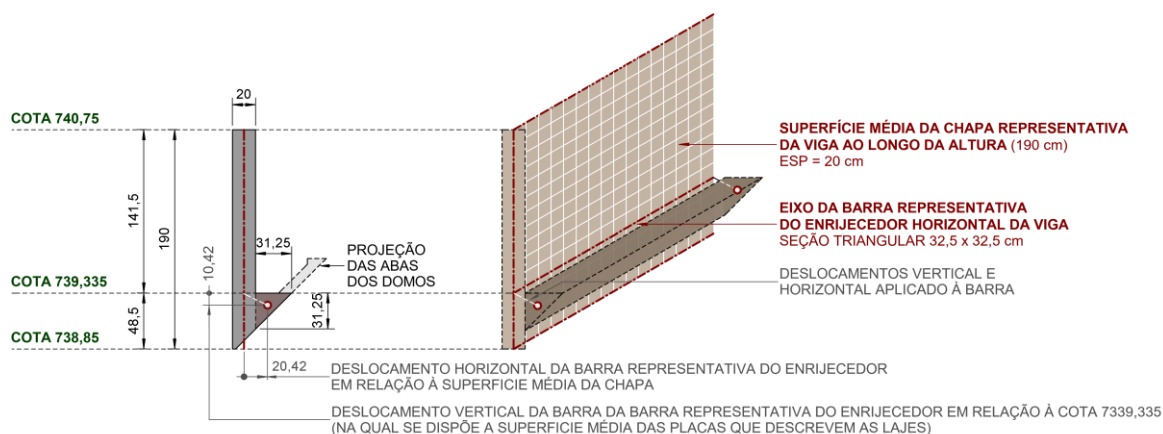 20
COTA 740,75
SUPERFÍCIE MÉDIA DA CHAPA REPRESENTATIVA
DA VIGA AO LONGO DA ALTURA (190 cm)
ESP = 20 cm
141,5
190
EIXO DA BARRA REPRESENTATIVA
DO ENRIJECEDOR HORIZONTAL DA VIGA
SEÇÃO TRIANGULAR 32,5 x 32,5 cm
31,25
PROJEÇÃO
DAS ABAS
DOS DOMOS
10,42
COTA 739,335
DESLOCAMENTOS VERTICAL E
HORIZONTAL APLICADO À BARRA
48,5
31,25
COTA 738,85
20,42
DESLOCAMENTO HORIZONTAL DA BARRA REPRESENTATIVA DO ENRIJECEDOR
EM RELAÇÃO À SUPERFICIE MÉDIA DA CHAPA
DESLOCAMENTO VERTICAL DA BARRA DA BARRA REPRESENTATIVA DO ENRIJECEDOR EM RELAÇÃO À COTA 7339,335
(NA QUAL SE DISPÕE A SUPERFICIE MÉDIA DAS PLACAS QUE DESCREVEM AS LAJES)